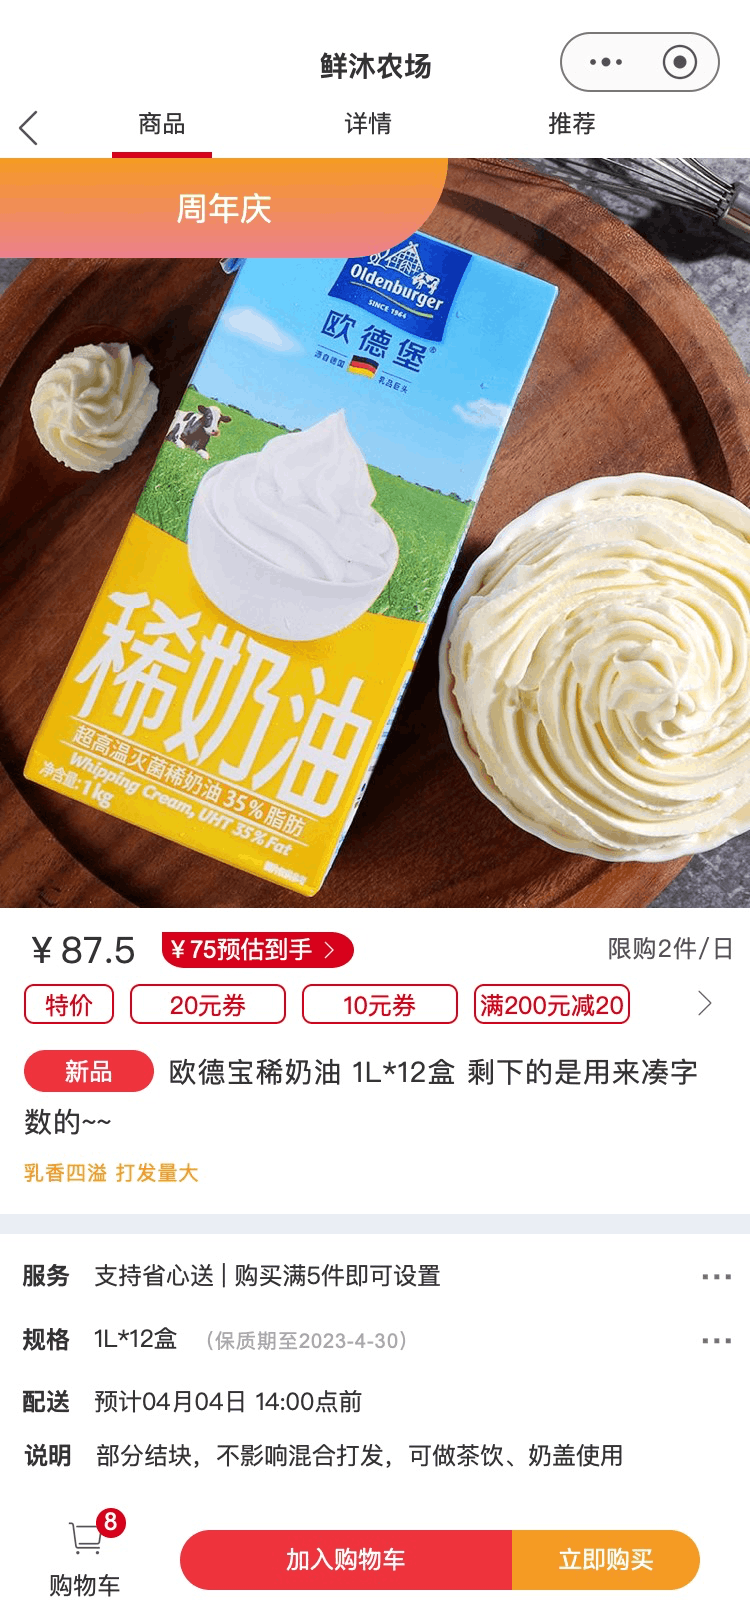 鲜沐农场
商品
详情
推荐
周年庆
Oldenburger
SINCE 1964
欧德堡®
源自德国
乳品巨头
稀奶油
超高温灭菌稀奶油 35%脂肪
Whipping Cream, UHT 35% Fat
净含量:1kg
¥87.5
¥75预估到手
限购2件/日
特价
20元券
10元券
满200元减20
新品
欧德宝稀奶油 1L*12盒 剩下的是用来凑字
数的~~
乳香四溢 打发量大
服务 支持省心送 | 购买满5件即可设置
规格 1L*12盒 （保质期至2023-4-30）
配送 预计04月04日 14:00点前
说明 部分结块，不影响混合打发，可做茶饮、奶盖使用
8
购物车
加入购物车
立即购买